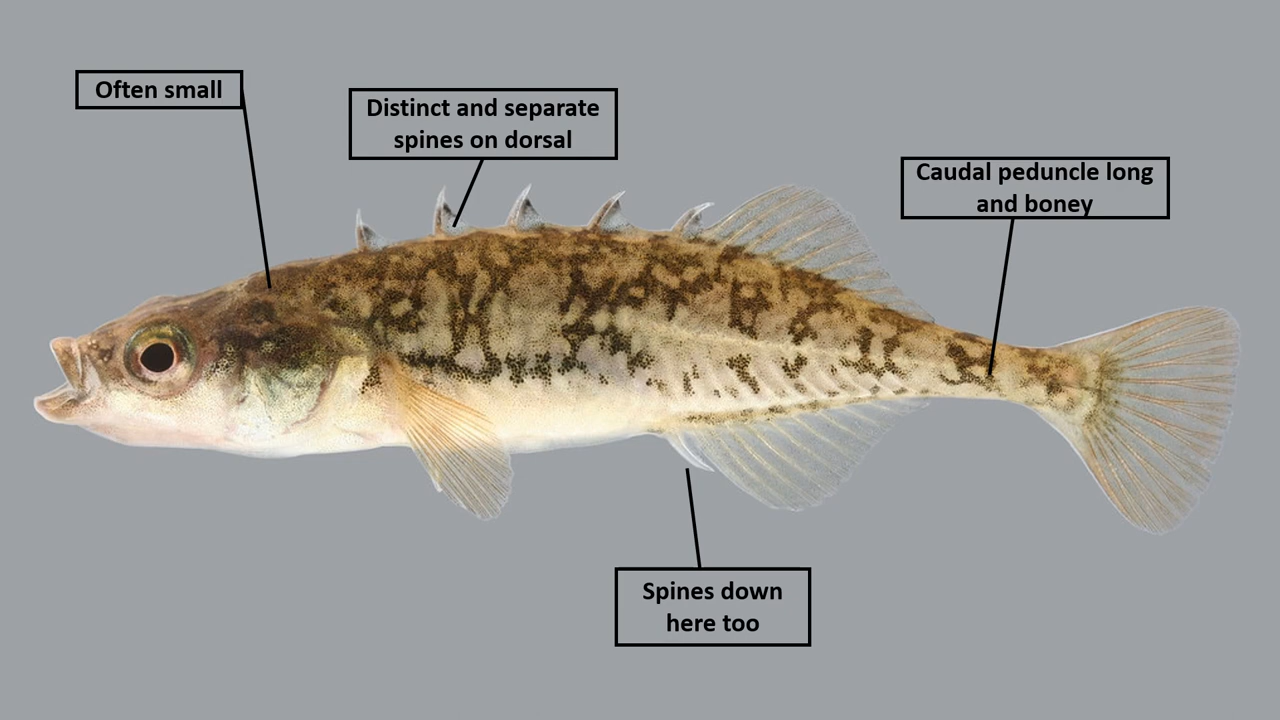 Often small
Distinct and separate
spines on dorsal
Caudal peduncle long
and boney
Spines down
here too